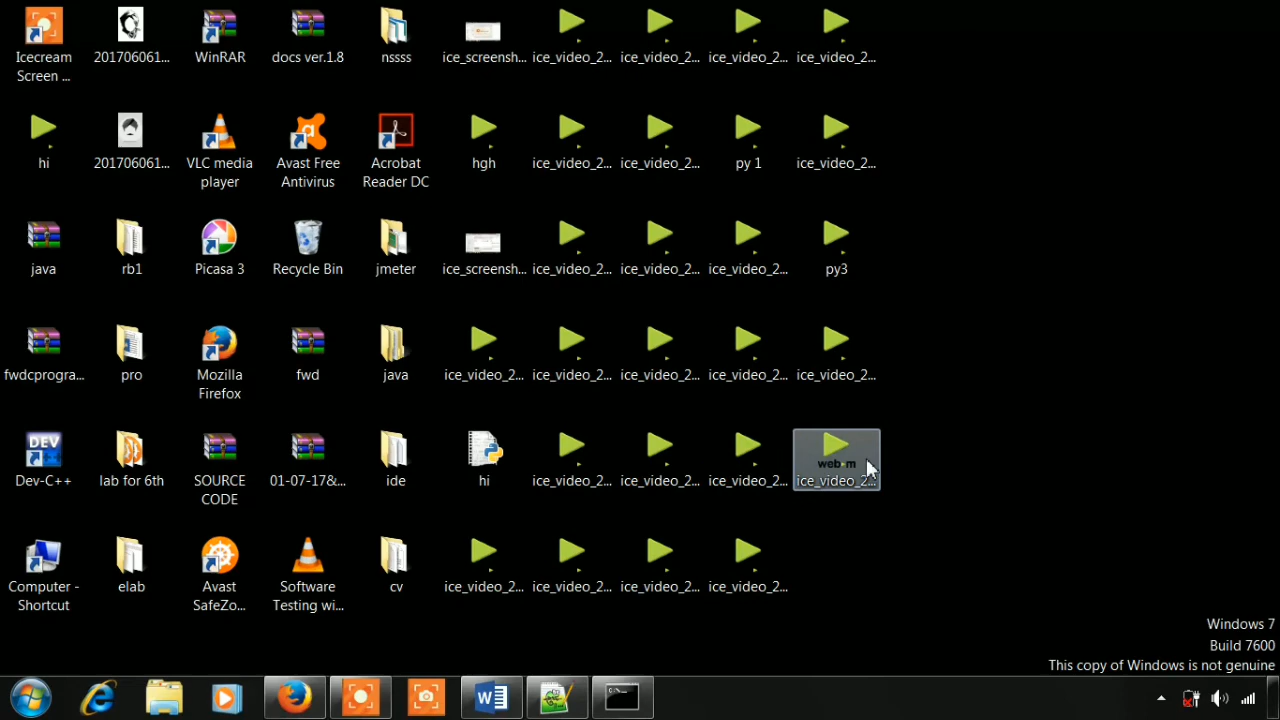 Icecream
Screen ...
201706061...
WinRAR
docs ver.1.8
nssss
ice_screensh...
ice_video_2...
ice_video_2...
ice_video_2...
ice_video_2...
hi
201706061...
VLC media
player
Avast Free
Antivirus
Acrobat
Reader DC
hgh
ice_video_2...
ice_video_2...
py 1
ice_video_2...
java
rb1
Picasa 3
Recycle Bin
jmeter
ice_screensh...
ice_video_2...
ice_video_2...
ice_video_2...
py3
fwdcprogra...
pro
Mozilla
Firefox
fwd
java
ice_video_2...
ice_video_2...
ice_video_2...
ice_video_2...
ice_video_2...
DEV
Dev-C++
lab for 6th
SOURCE
CODE
01-07-17&...
ide
hi
ice_video_2...
ice_video_2...
ice_video_2...
web m
ice_video_2...
Computer -
Shortcut
elab
Avast
SafeZo...
Software
Testing wi...
cv
ice_video_2...
ice_video_2...
ice_video_2...
ice_video_2...
Windows 7
Build 7600
This copy of Windows is not genuine